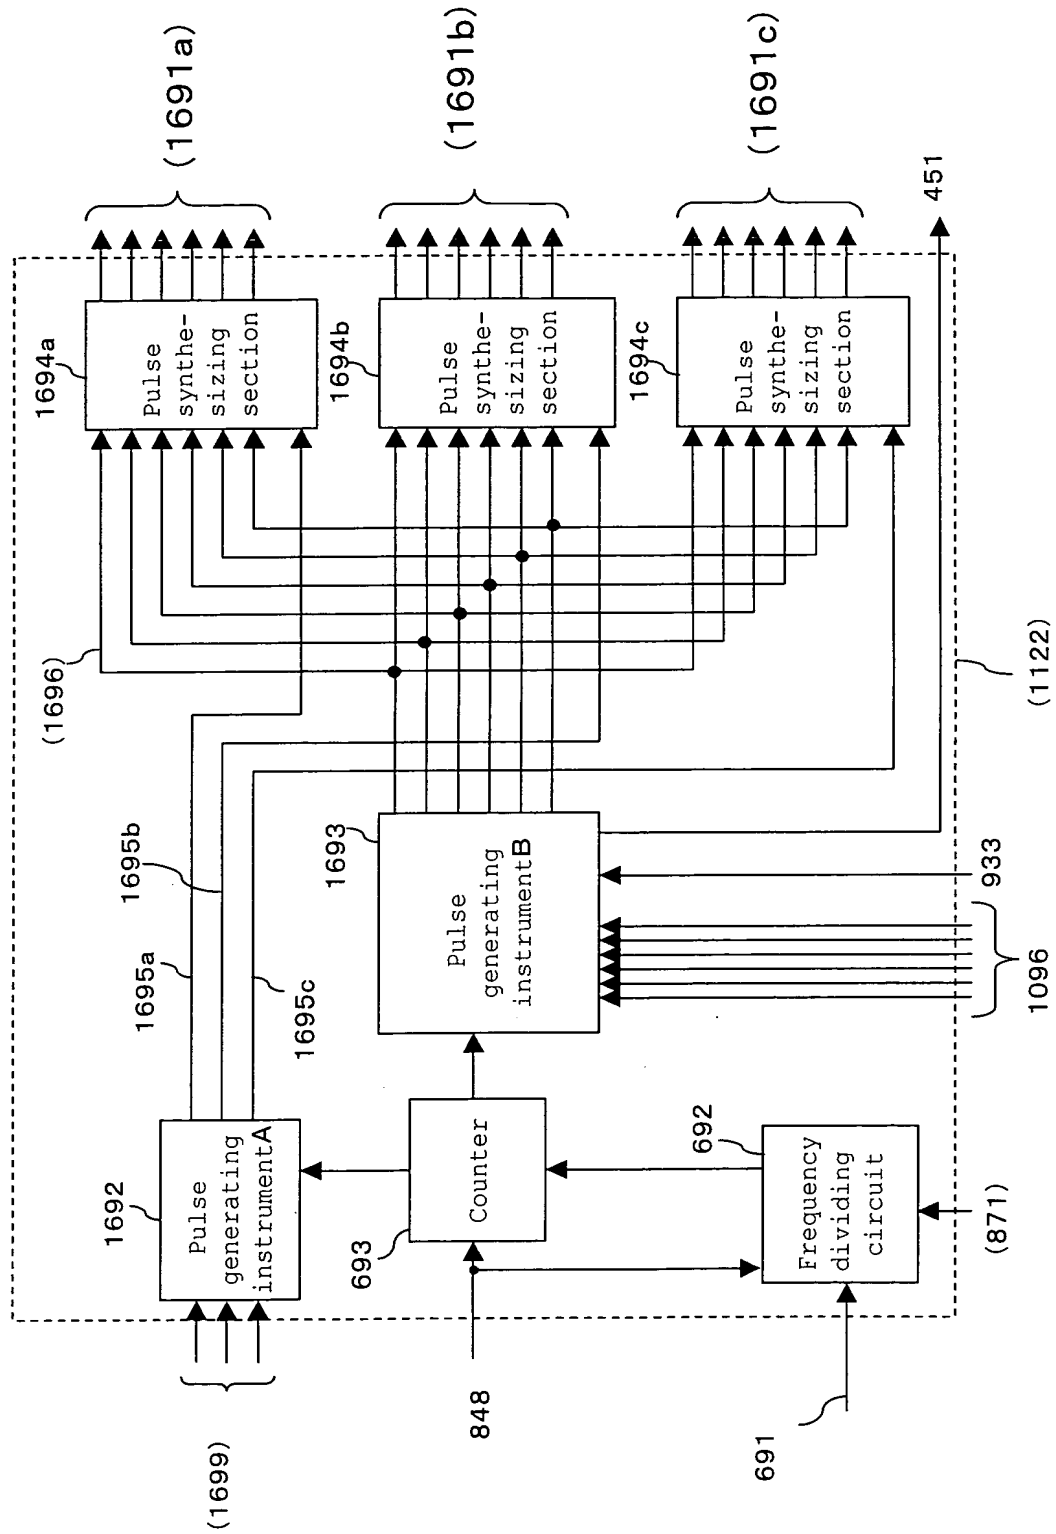 (1699)
1692
Pulse
generating
instrumentA
1695a
1695b
1695c
(1696)
1694a
Pulse
synthe-
sizing
section
(1691a)
848
693
Counter
1693
Pulse
generating
instrumentB
1694b
Pulse
synthe-
sizing
section
(1691b)
691
692
Frequency
dividing
circuit
(871)
1096
933
1694c
Pulse
synthe-
sizing
section
(1691c)
451
(1122)